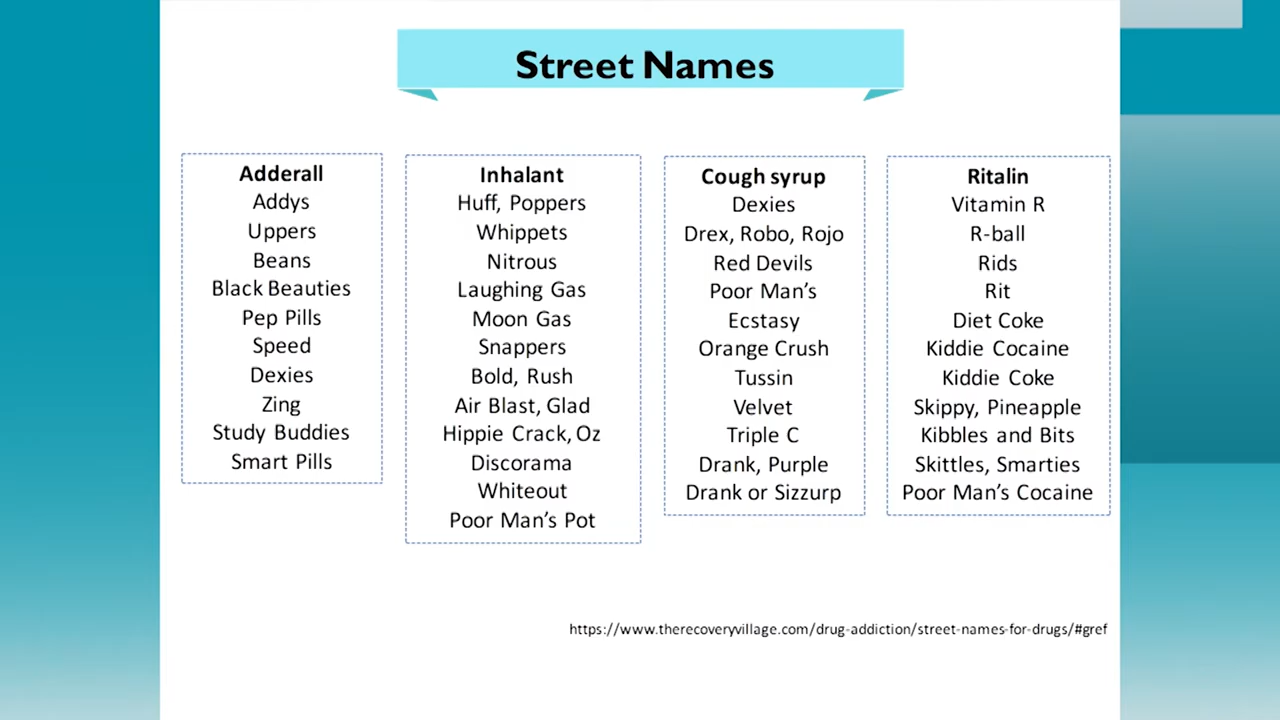 Street Names
Adderall
Addys
Uppers
Beans
Black Beauties
Pep Pills
Speed
Dexies
Zing
Study Buddies
Smart Pills
Inhalant
Huff, Poppers
Whippets
Nitrous
Laughing Gas
Moon Gas
Snappers
Bold, Rush
Air Blast, Glad
Hippie Crack, Oz
Discorama
Whiteout
Poor Man’s Pot
Cough syrup
Dexies
Drex, Robo, Rojo
Red Devils
Poor Man’s
Ecstasy
Orange Crush
Tussin
Velvet
Triple C
Drank, Purple
Drank or Sizzurp
Ritalin
Vitamin R
R-ball
Rids
Rit
Diet Coke
Kiddie Cocaine
Kiddie Coke
Skippy, Pineapple
Kibbles and Bits
Skittles, Smarties
Poor Man’s Cocaine
https://www.therecoveryvillage.com/drug-addiction/street-names-for-drugs/#gref